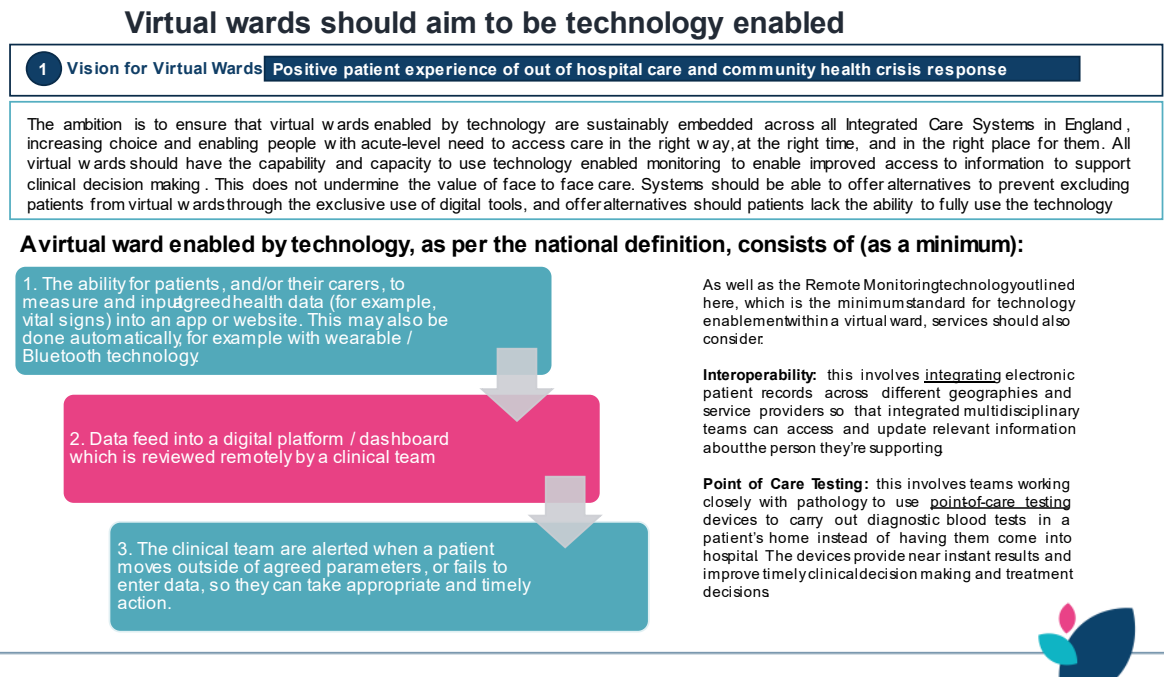 Virtual wards should aim to be technology enabled
1 Vision for Virtual Wards Positive patient experience of out of hospital care and community health crisis response
The ambition is to ensure that virtual wards enabled by technology are sustainably embedded across all Integrated Care Systems in England,
increasing choice and enabling people with acute-level need to access care in the right way, at the right time, and in the right place for them. All
virtual wards should have the capability and capacity to use technology enabled monitoring to enable improved access to information to support
clinical decision making. This does not undermine the value of face to face care. Systems should be able to offer alternatives to prevent excluding
patients from virtual wards through the exclusive use of digital tools, and offer alternatives should patients lack the ability to fully use the technology
A virtual ward enabled by technology, as per the national definition, consists of (as a minimum):
1. The ability for patients, and/or their carers, to
measure and input agreed health data (for example,
vital signs) into an app or website. This may also be
done automatically, for example with wearable /
Bluetooth technology.
2. Data feed into a digital platform / dashboard
which is reviewed remotely by a clinical team
3. The clinical team are alerted when a patient
moves outside of agreed parameters, or fails to
enter data, so they can take appropriate and timely
action.
As well as the Remote Monitoring technology outlined
here, which is the minimum standard for technology
enablement within a virtual ward, services should also
consider:
Interoperability: this involves integrating electronic
patient records across different geographies and
service providers so that integrated multidisciplinary
teams can access and update relevant information
about the person they're supporting.
Point of Care Testing: this involves teams working
closely with pathology to use point-of-care testing
devices to carry out diagnostic blood tests in a
patient's home instead of having them come into
hospital. The devices provide near instant results and
improve timely clinical decision making and treatment
decisions.